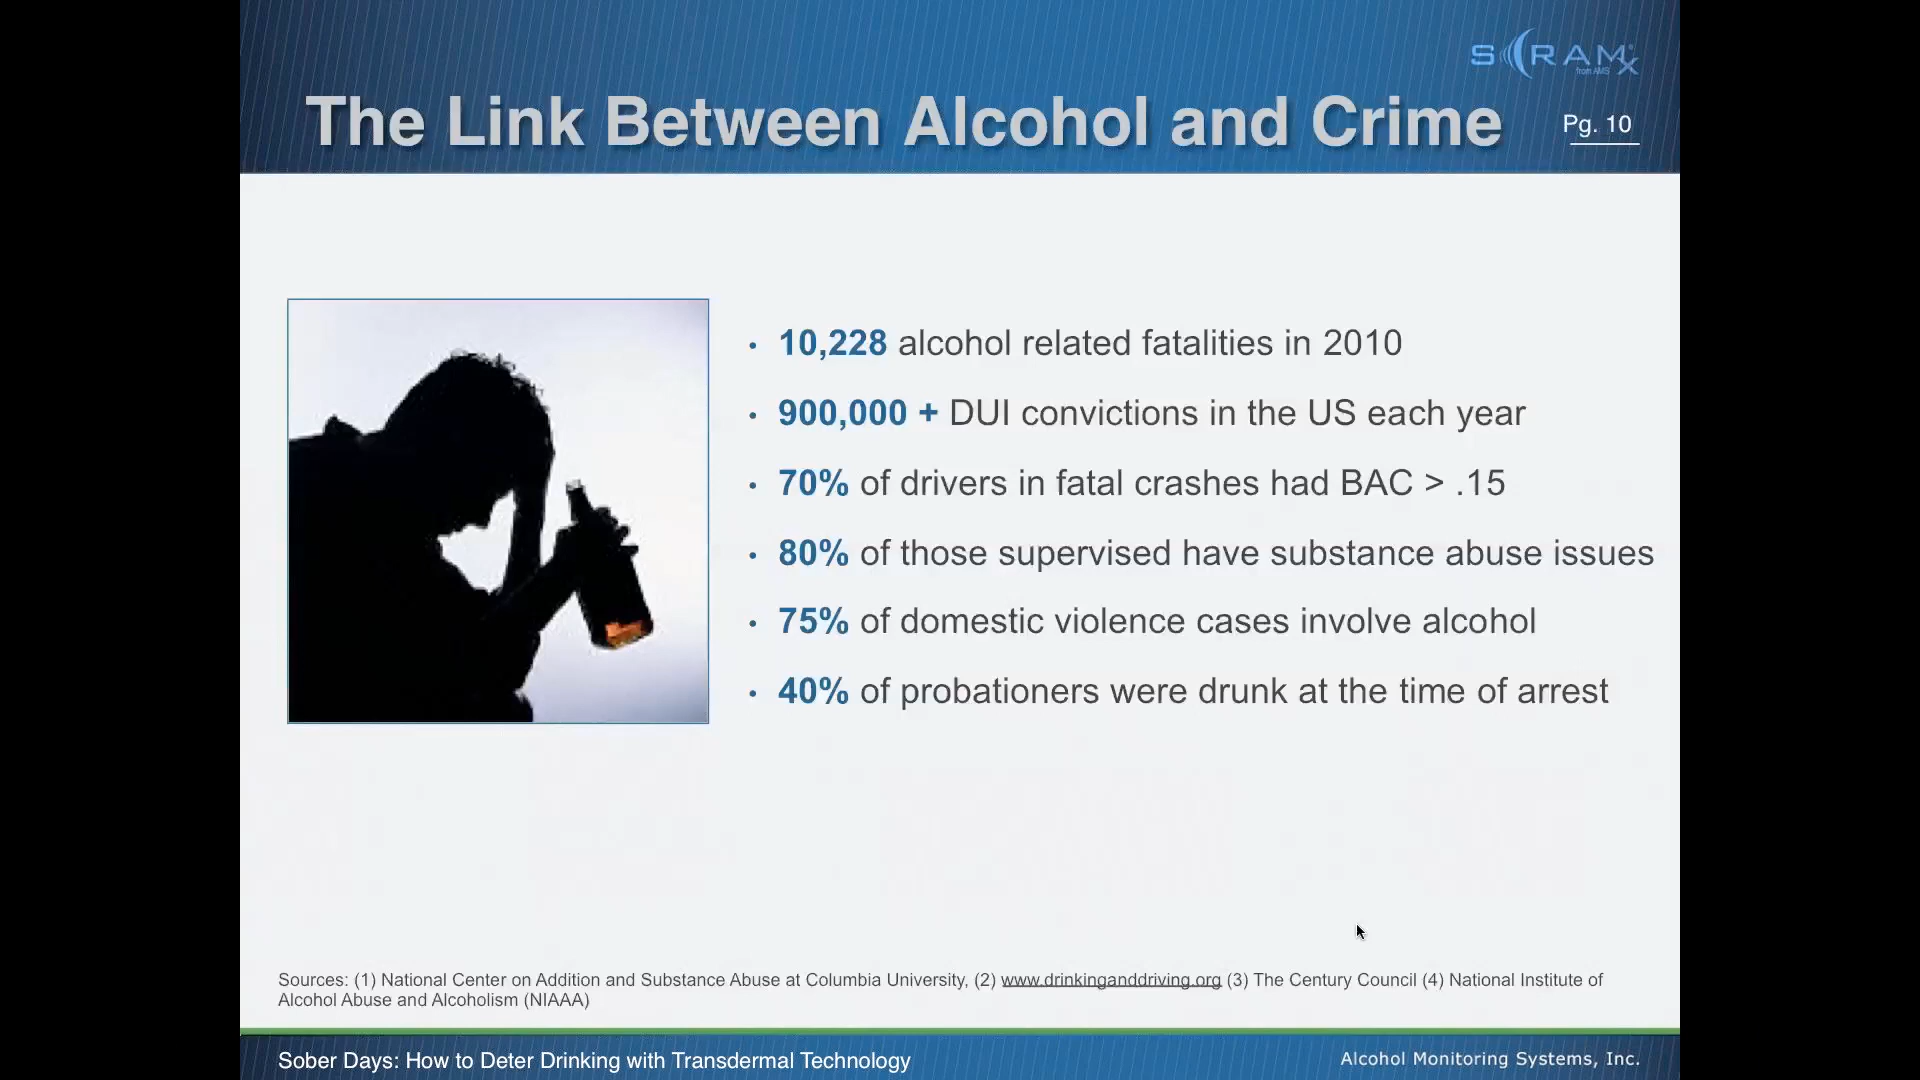 SCRAMx
from AMS
The Link Between Alcohol and Crime
Pg. 10
• 10,228 alcohol related fatalities in 2010
• 900,000 + DUI convictions in the US each year
• 70% of drivers in fatal crashes had BAC > .15
• 80% of those supervised have substance abuse issues
• 75% of domestic violence cases involve alcohol
• 40% of probationers were drunk at the time of arrest
Sources: (1) National Center on Addition and Substance Abuse at Columbia University, (2) www.drinkinganddriving.org (3) The Century Council (4) National Institute of
Alcohol Abuse and Alcoholism (NIAAA)
Sober Days: How to Deter Drinking with Transdermal Technology
Alcohol Monitoring Systems, Inc.